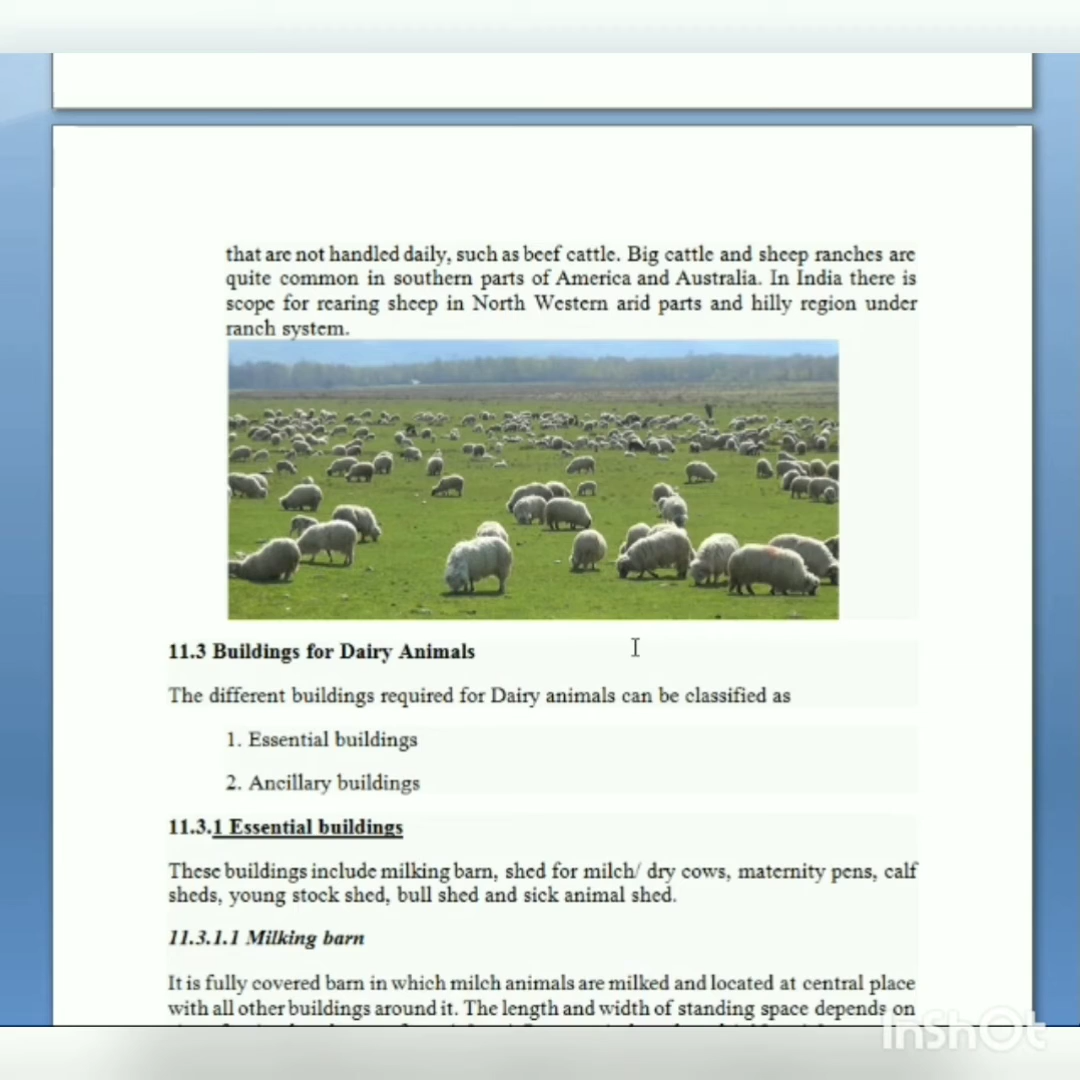 that are not handled daily, such as beef cattle. Big cattle and sheep ranches are
quite common in southern parts of America and Australia. In India there is
scope for rearing sheep in North Western arid parts and hilly region under
ranch system.
11.3 Buildings for Dairy Animals
The different buildings required for Dairy animals can be classified as
1. Essential buildings
2. Ancillary buildings
11.3.1 Essential buildings
These buildings include milking barn, shed for milch/ dry cows, maternity pens, calf
sheds, young stock shed, bull shed and sick animal shed.
11.3.1.1 Milking barn
It is fully covered barn in which milch animals are milked and located at central place
with all other buildings around it. The length and width of standing space depends on
InShOt